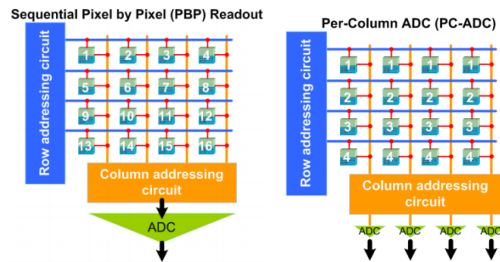 Sequential Pixel by Pixel (PBP) Readout
Row addressing circuit
1 2 3 4
5 6 7 8
9 10 11 12
13 14 15 16
Column addressing
circuit
ADC
Per-Column ADC (PC-ADC)
Row addressing circuit
1 1 1 1
2 2 2 2
3 3 3 3
4 4 4 4
Column addressing
circuit
ADC ADC ADC ADC